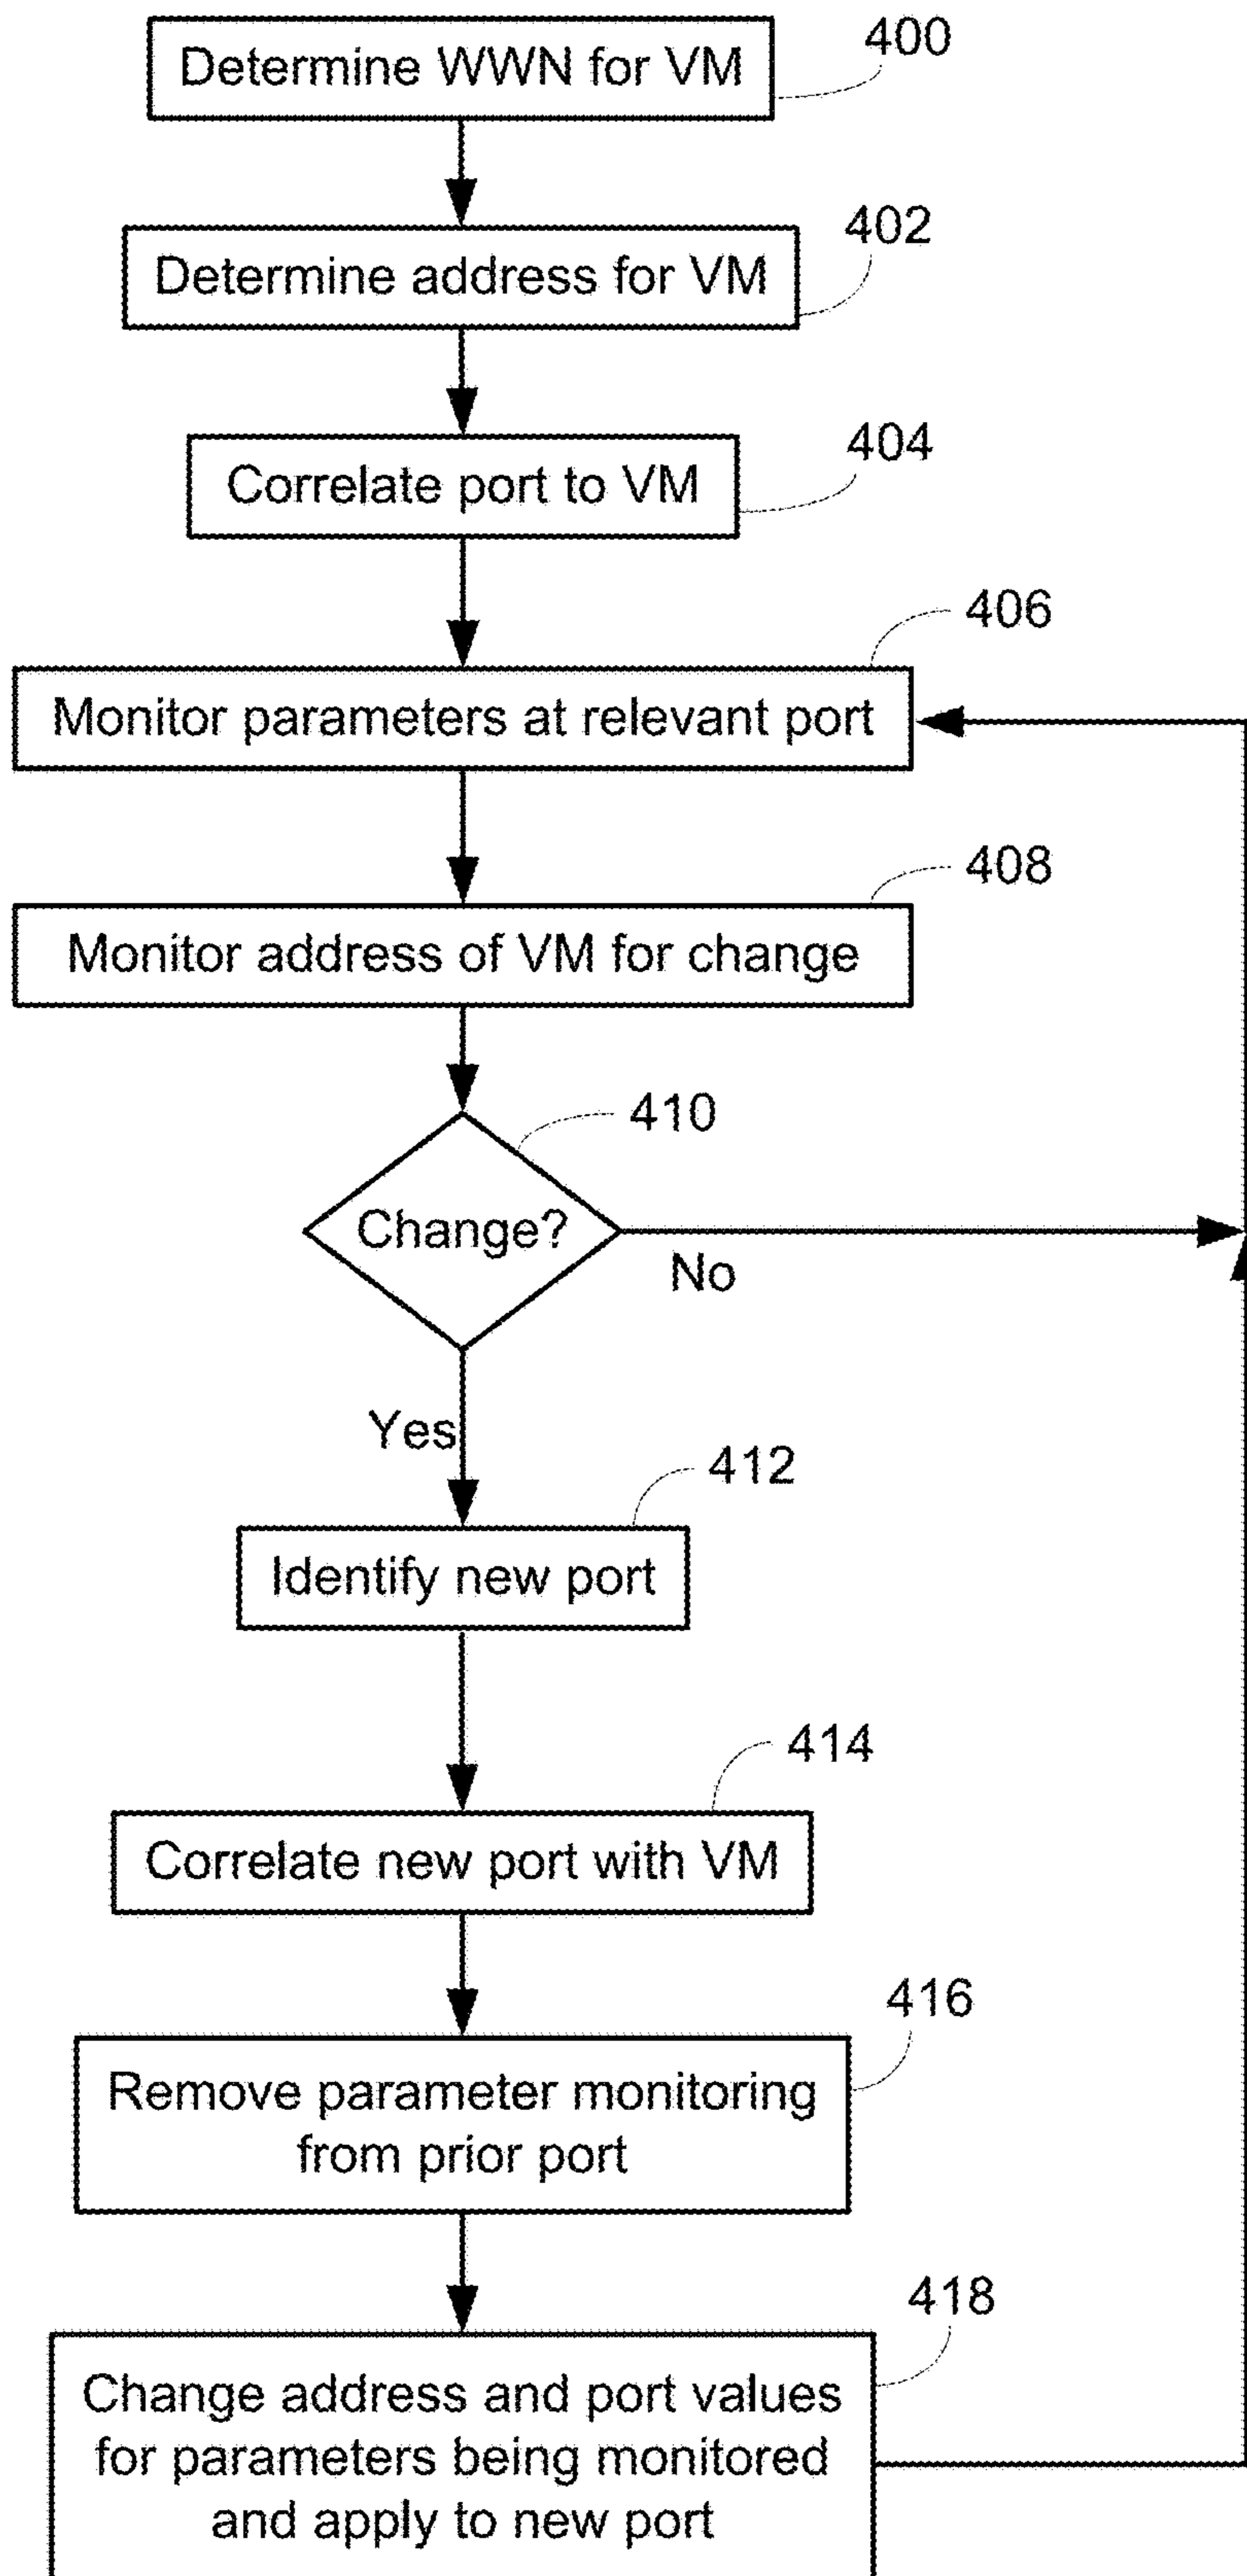 Determine WWN for VM
400
Determine address for VM
402
Correlate port to VM
404
406
Monitor parameters at relevant port
408
Monitor address of VM for change
410
Change?
No
Yes
412
Identify new port
414
Correlate new port with VM
416
Remove parameter monitoring
from prior port
418
Change address and port values
for parameters being monitored
and apply to new port